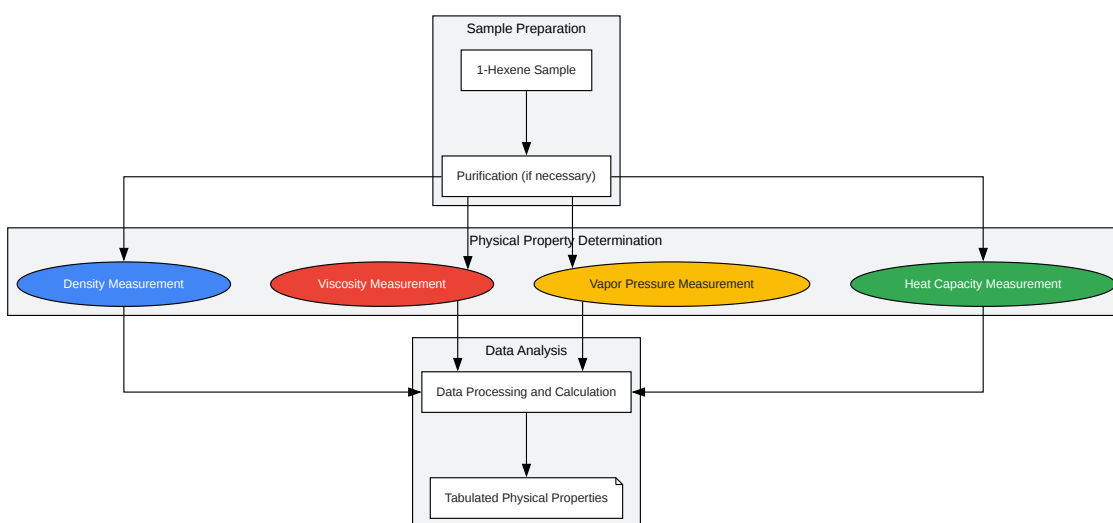 Sample Preparation
1-Hexene Sample
Purification (if necessary)
Physical Property Determination
Density Measurement
Viscosity Measurement
Vapor Pressure Measurement
Heat Capacity Measurement
Data Analysis
Data Processing and Calculation
Tabulated Physical Properties